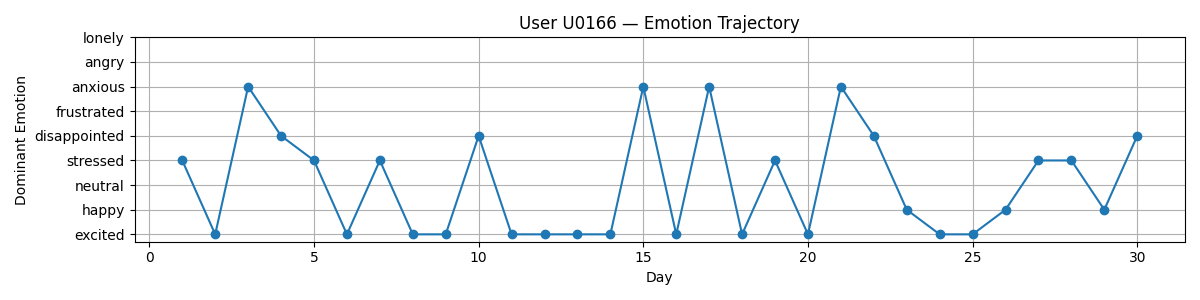 User U0166 — Emotion Trajectory
Dominant Emotion
lonely
angry
anxious
frustrated
disappointed
stressed
neutral
happy
excited
0 5 10 15 20 25 30
Day